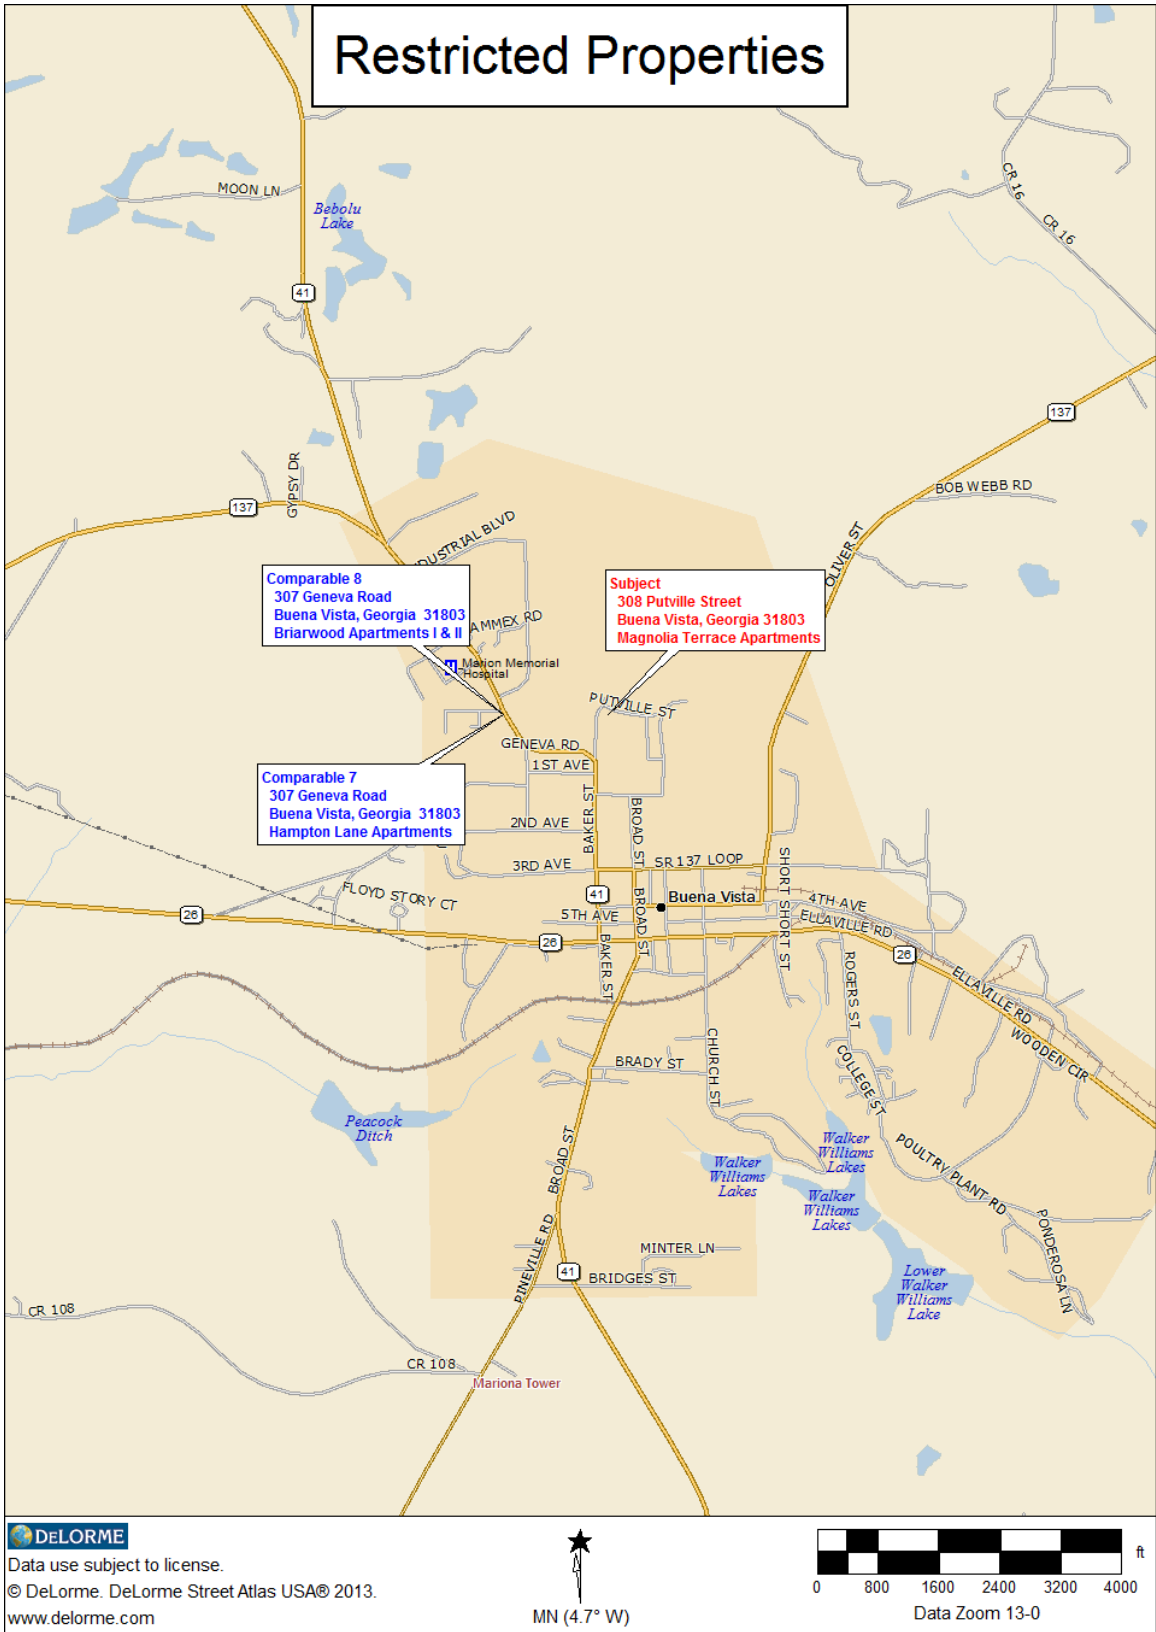 Restricted Properties
MOON LN
Bebolu
Lake
CR 16
CR 16
41
137
GYPSY DR
137
BOB WEBB RD
OLIVER ST
Comparable 8
307 Geneva Road
Buena Vista, Georgia 31803
Briarwood Apartments I & II
Subject
308 Putville Street
Buena Vista, Georgia 31803
Magnolia Terrace Apartments
Marion Memorial
Hospital
PUTVILLE ST
GENEVA RD
1ST AVE
Comparable 7
307 Geneva Road
Buena Vista, Georgia 31803
Hampton Lane Apartments
BAKER ST
BROAD ST
2ND AVE
3RD AVE
SR 137 LOOP
SHORT SHORT ST
FLOYD STORY CT
41
Buena Vista
4TH AVE
26
5TH AVE
BROAD ST
ELLAVILLE RD
26
BAKER ST
26
ROGERS ST
ELLAVILLE RD
WOODEN CIR
CHURCH ST
BRADY ST
COLLEGE ST
Peacock
Ditch
BROAD ST
Walker
Williams
Lakes
Walker
Williams
Lakes
Walker
Williams
Lakes
POULTRY PLANT RD
PONDEROSA LN
PINEVILLE RD
MINTER LN
41
BRIDGES ST
Lower
Walker
Williams
Lake
CR 108
CR 108
Mariona Tower
DELORME
Data use subject to license.
© DeLorme. DeLorme Street Atlas USA® 2013.
www.delorme.com
MN (4.7° W)
ft
0 800 1600 2400 3200 4000
Data Zoom 13-0